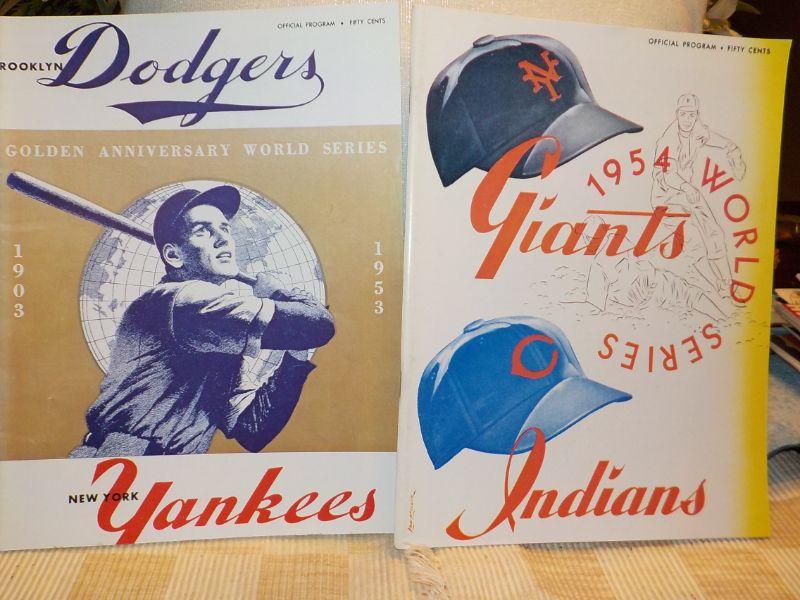 OFFICIAL PROGRAM • FIFTY CENTS
ROOKLYN Dodgers
GOLDEN ANNIVERSARY WORLD SERIES
1903
1953
NEW YORK Yankees
OFFICIAL PROGRAM • FIFTY CENTS
NY
Giants
1954 WORLD SERIES
C
Indians